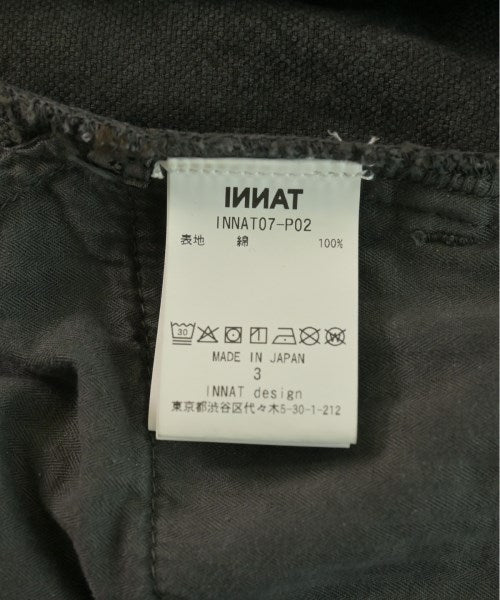 INNAT
INNAT07-P02
表地 綿 100%
30
MADE IN JAPAN
3
INNAT design
東京都渋谷区代々木5-30-1-212